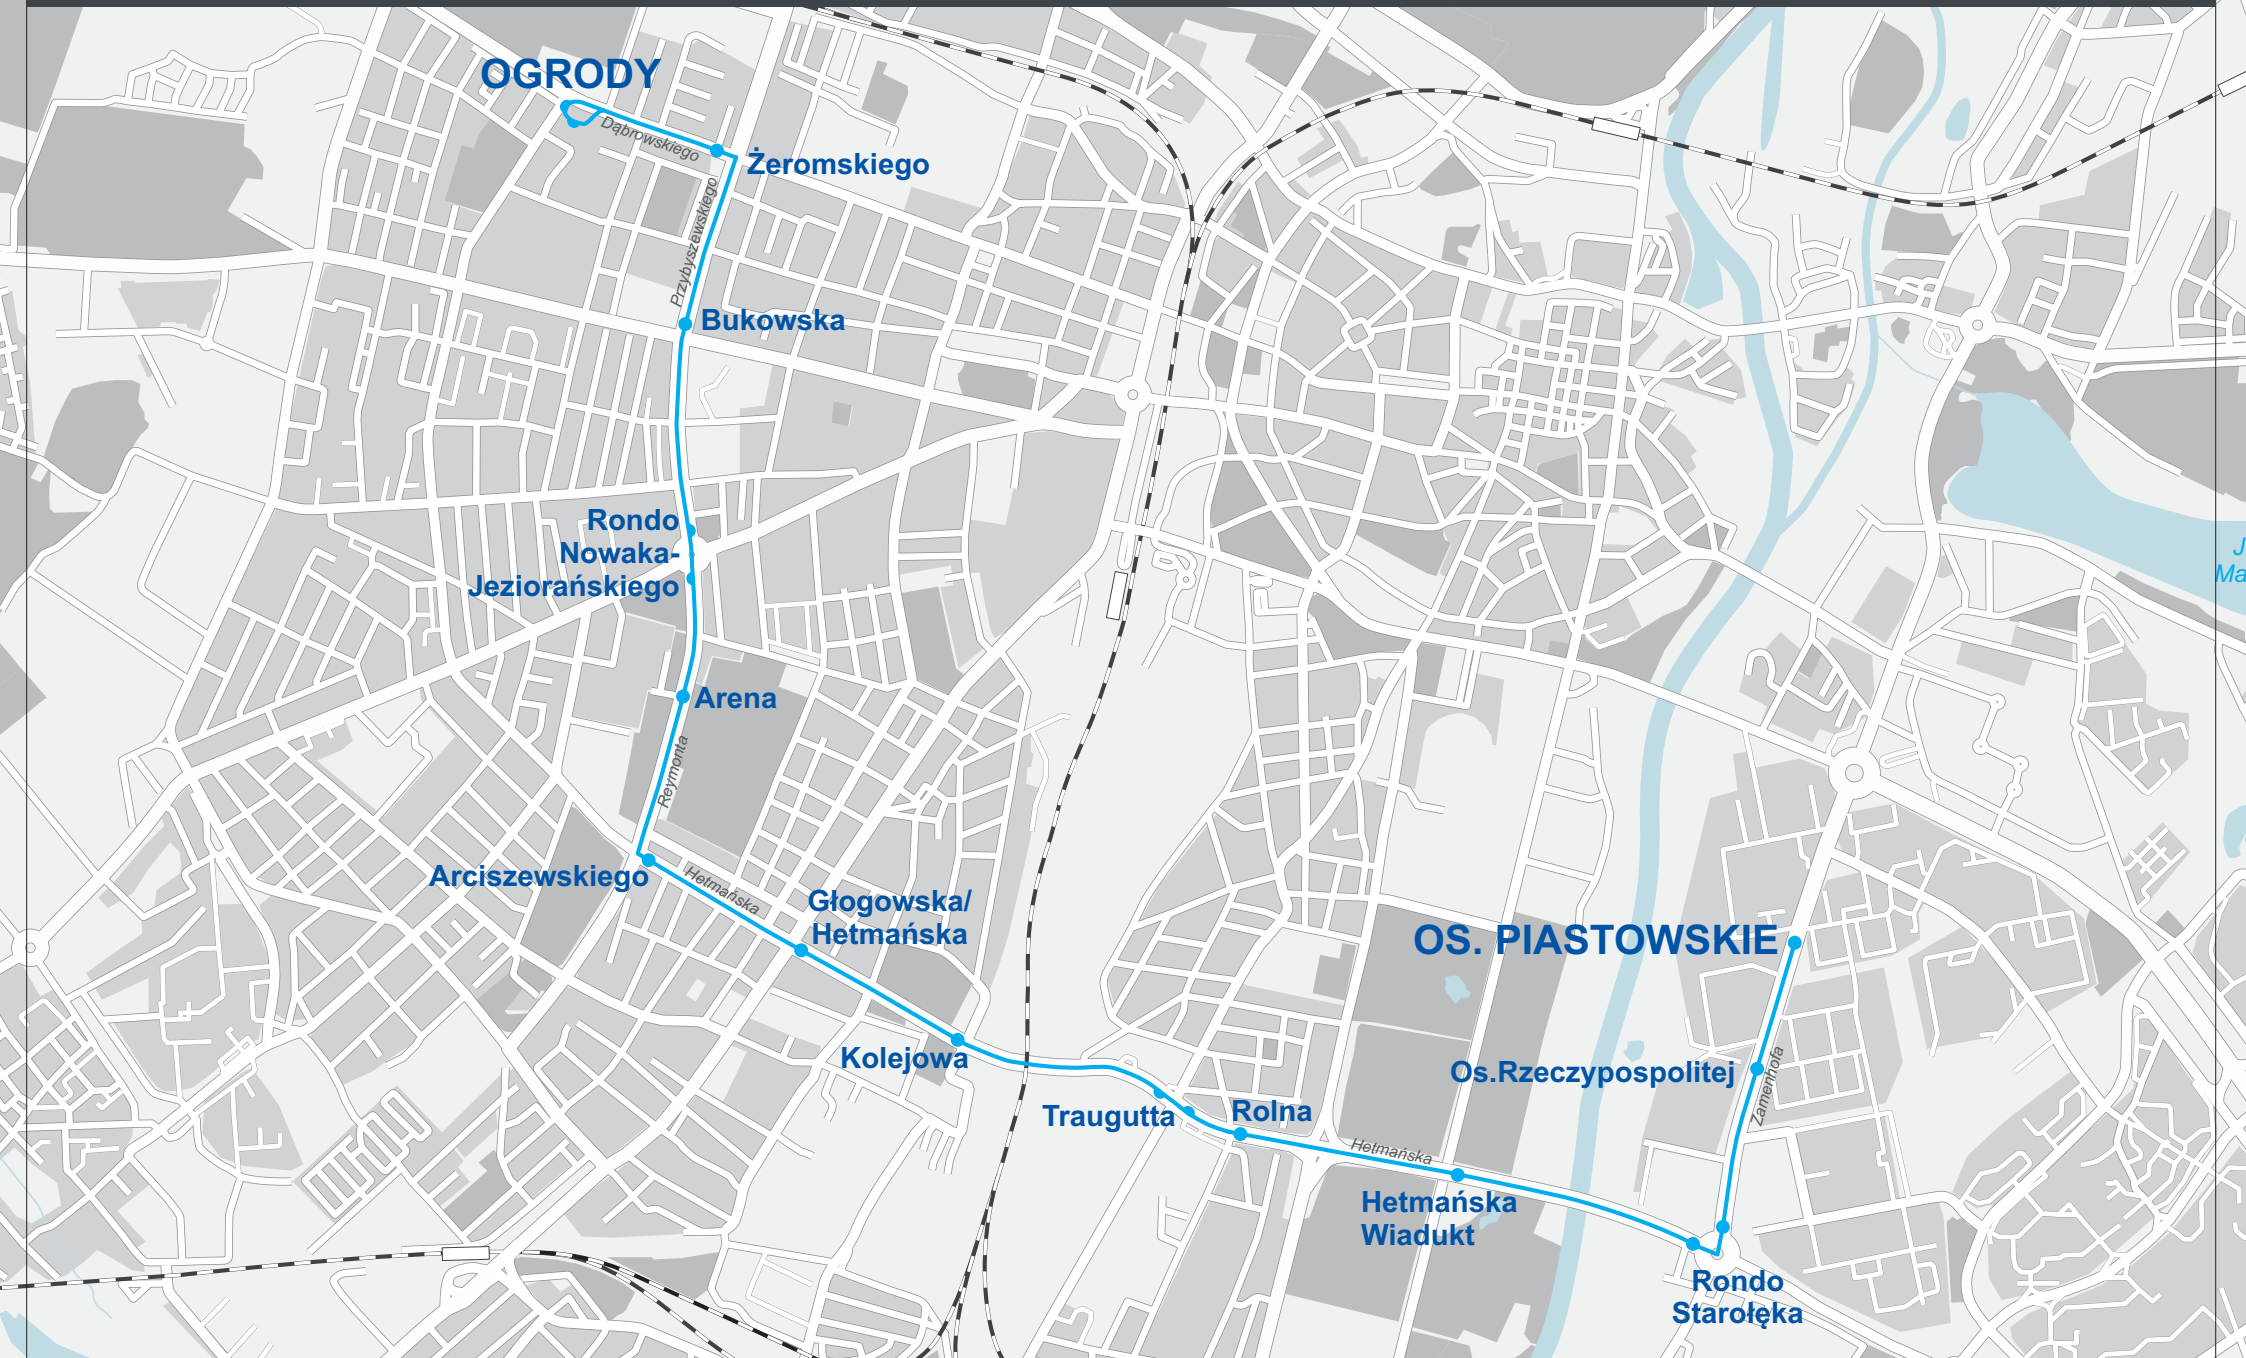 OGRODY
Dąbrowskiego
Żeromskiego
Przybyszewskiego
Bukowska
Rondo
Nowaka-
Jeziorańskiego
J
Ma
Arena
Reymonta
Arciszewskiego
Hetmańska
Głogowska/
Hetmańska
OS. PIASTOWSKIE
Kolejowa
Os.Rzeczypospolitej
Zamenhofa
Traugutta
Rolna
Hetmańska
Hetmańska
Wiadukt
Rondo
Starołęka